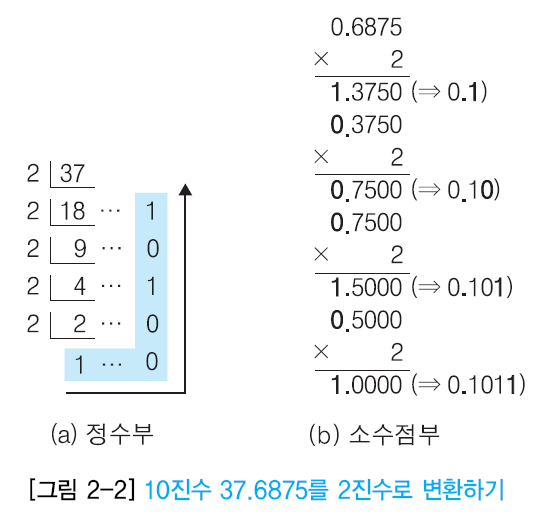 2 37
2 18 … 1
2 9 … 0
2 4 … 1
2 2 … 0
1 … 0
(a) 정수부
0.6875
× 2
1.3750 (⇒ 0.1)
0.3750
× 2
0.7500 (⇒ 0.10)
0.7500
× 2
1.5000 (⇒ 0.101)
0.5000
× 2
1.0000 (⇒ 0.1011)
(b) 소수점부
[그림 2-2] 10진수 37.6875를 2진수로 변환하기